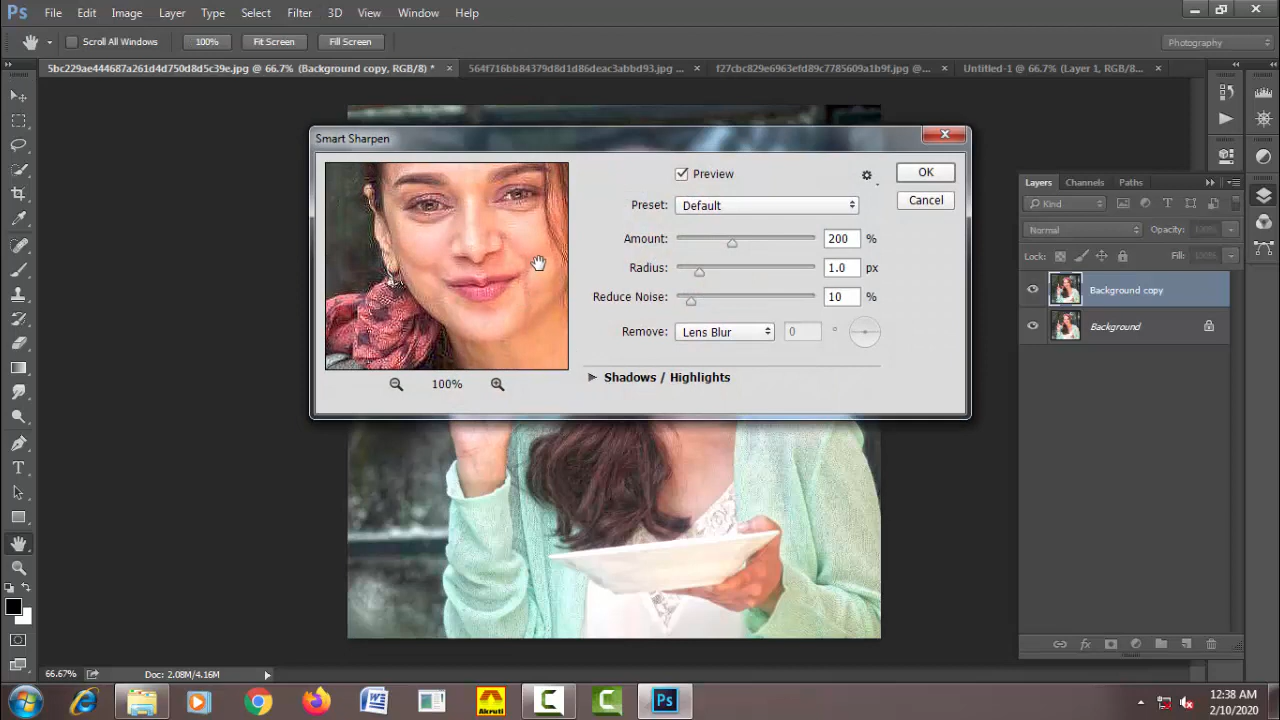 Ps File Edit Image Layer Type Select Filter 3D View Window Help
Scroll All Windows 100% Fit Screen Fill Screen Photography
5bc229ae444687a261d4d750d8d5c39e.jpg @ 66.7% (Background copy, RGB/8) * × 564f716bb84379d8d1d86deac3abbd93.jpg ... × f27cbc829e6963efd89c7785609a1b9f.jpg @... × Untitled-1 @ 66.7% (Layer 1, RGB/8... ×
Smart Sharpen
Preview OK
Preset: Default Cancel
Amount: 200 %
Radius: 1.0 px
Reduce Noise: 10 %
Remove: Lens Blur 0 °
Shadows / Highlights
100%
Layers Channels Paths
Kind
Normal Opacity: 100%
Lock: Fill: 100%
Background copy
Background
66.67% Doc: 2.08M/4.16M
Akruti
Ps
12:38 AM
2/10/2020